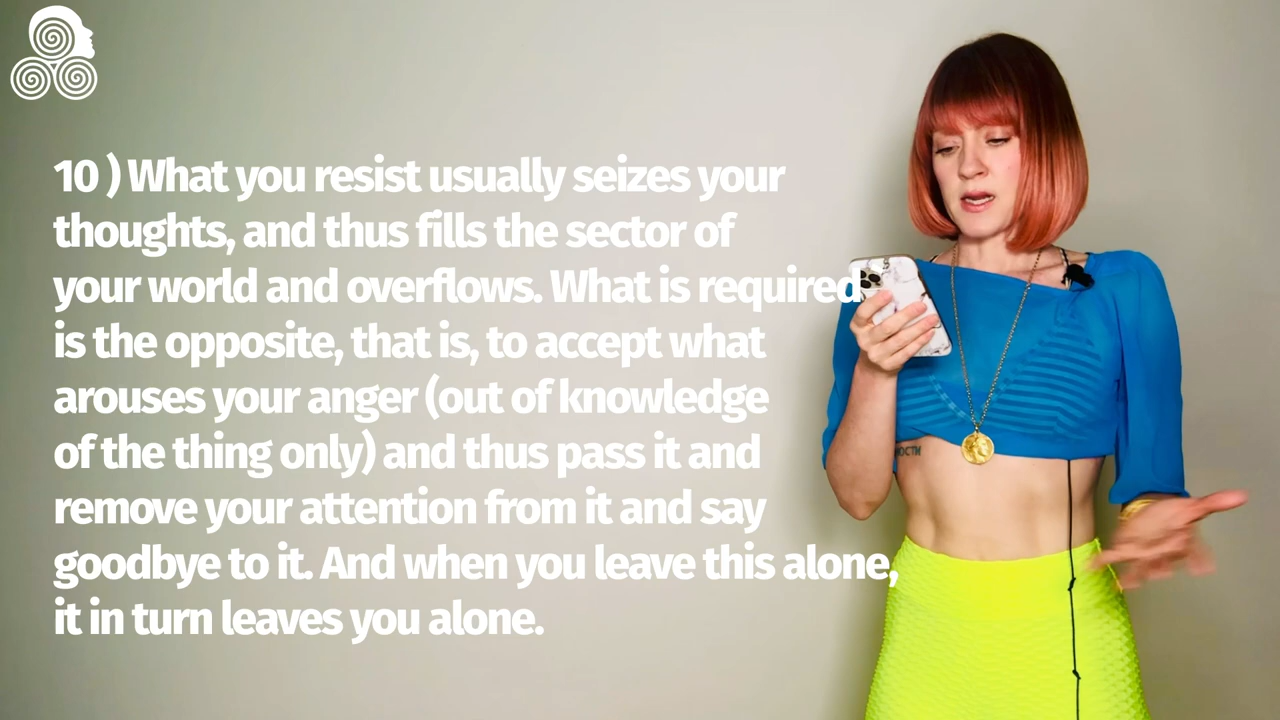 10 ) What you resist usually seizes your
thoughts, and thus fills the sector of
your world and overflows. What is required
is the opposite, that is, to accept what
arouses your anger (out of knowledge
of the thing only) and thus pass it and
remove your attention from it and say
goodbye to it. And when you leave this alone,
it in turn leaves you alone.